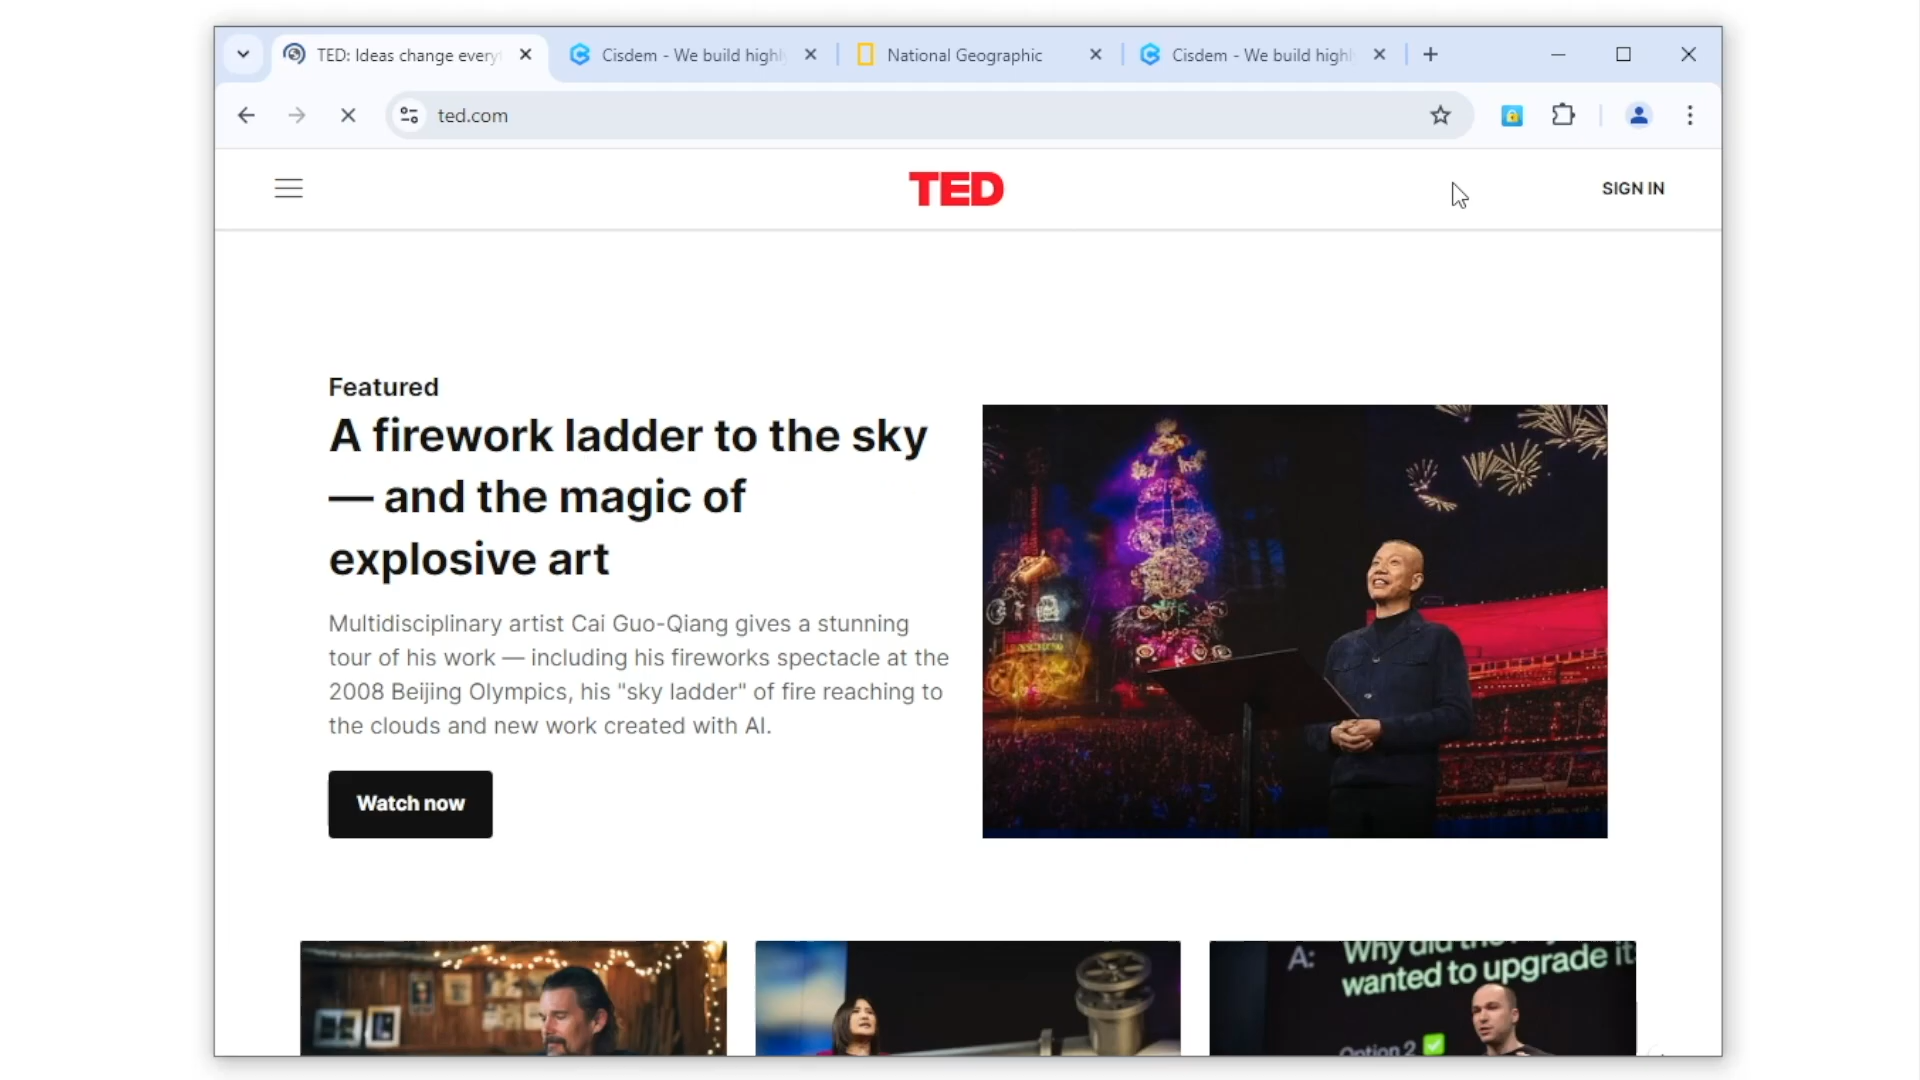 TED: Ideas change every
Cisdem - We build highl
National Geographic
Cisdem - We build highl
ted.com
TED
SIGN IN
Featured
A firework ladder to the sky
— and the magic of
explosive art
Multidisciplinary artist Cai Guo-Qiang gives a stunning
tour of his work — including his fireworks spectacle at the
2008 Beijing Olympics, his "sky ladder" of fire reaching to
the clouds and new work created with AI.
Watch now
A: Why did the
wanted to upgrade it
Option 2